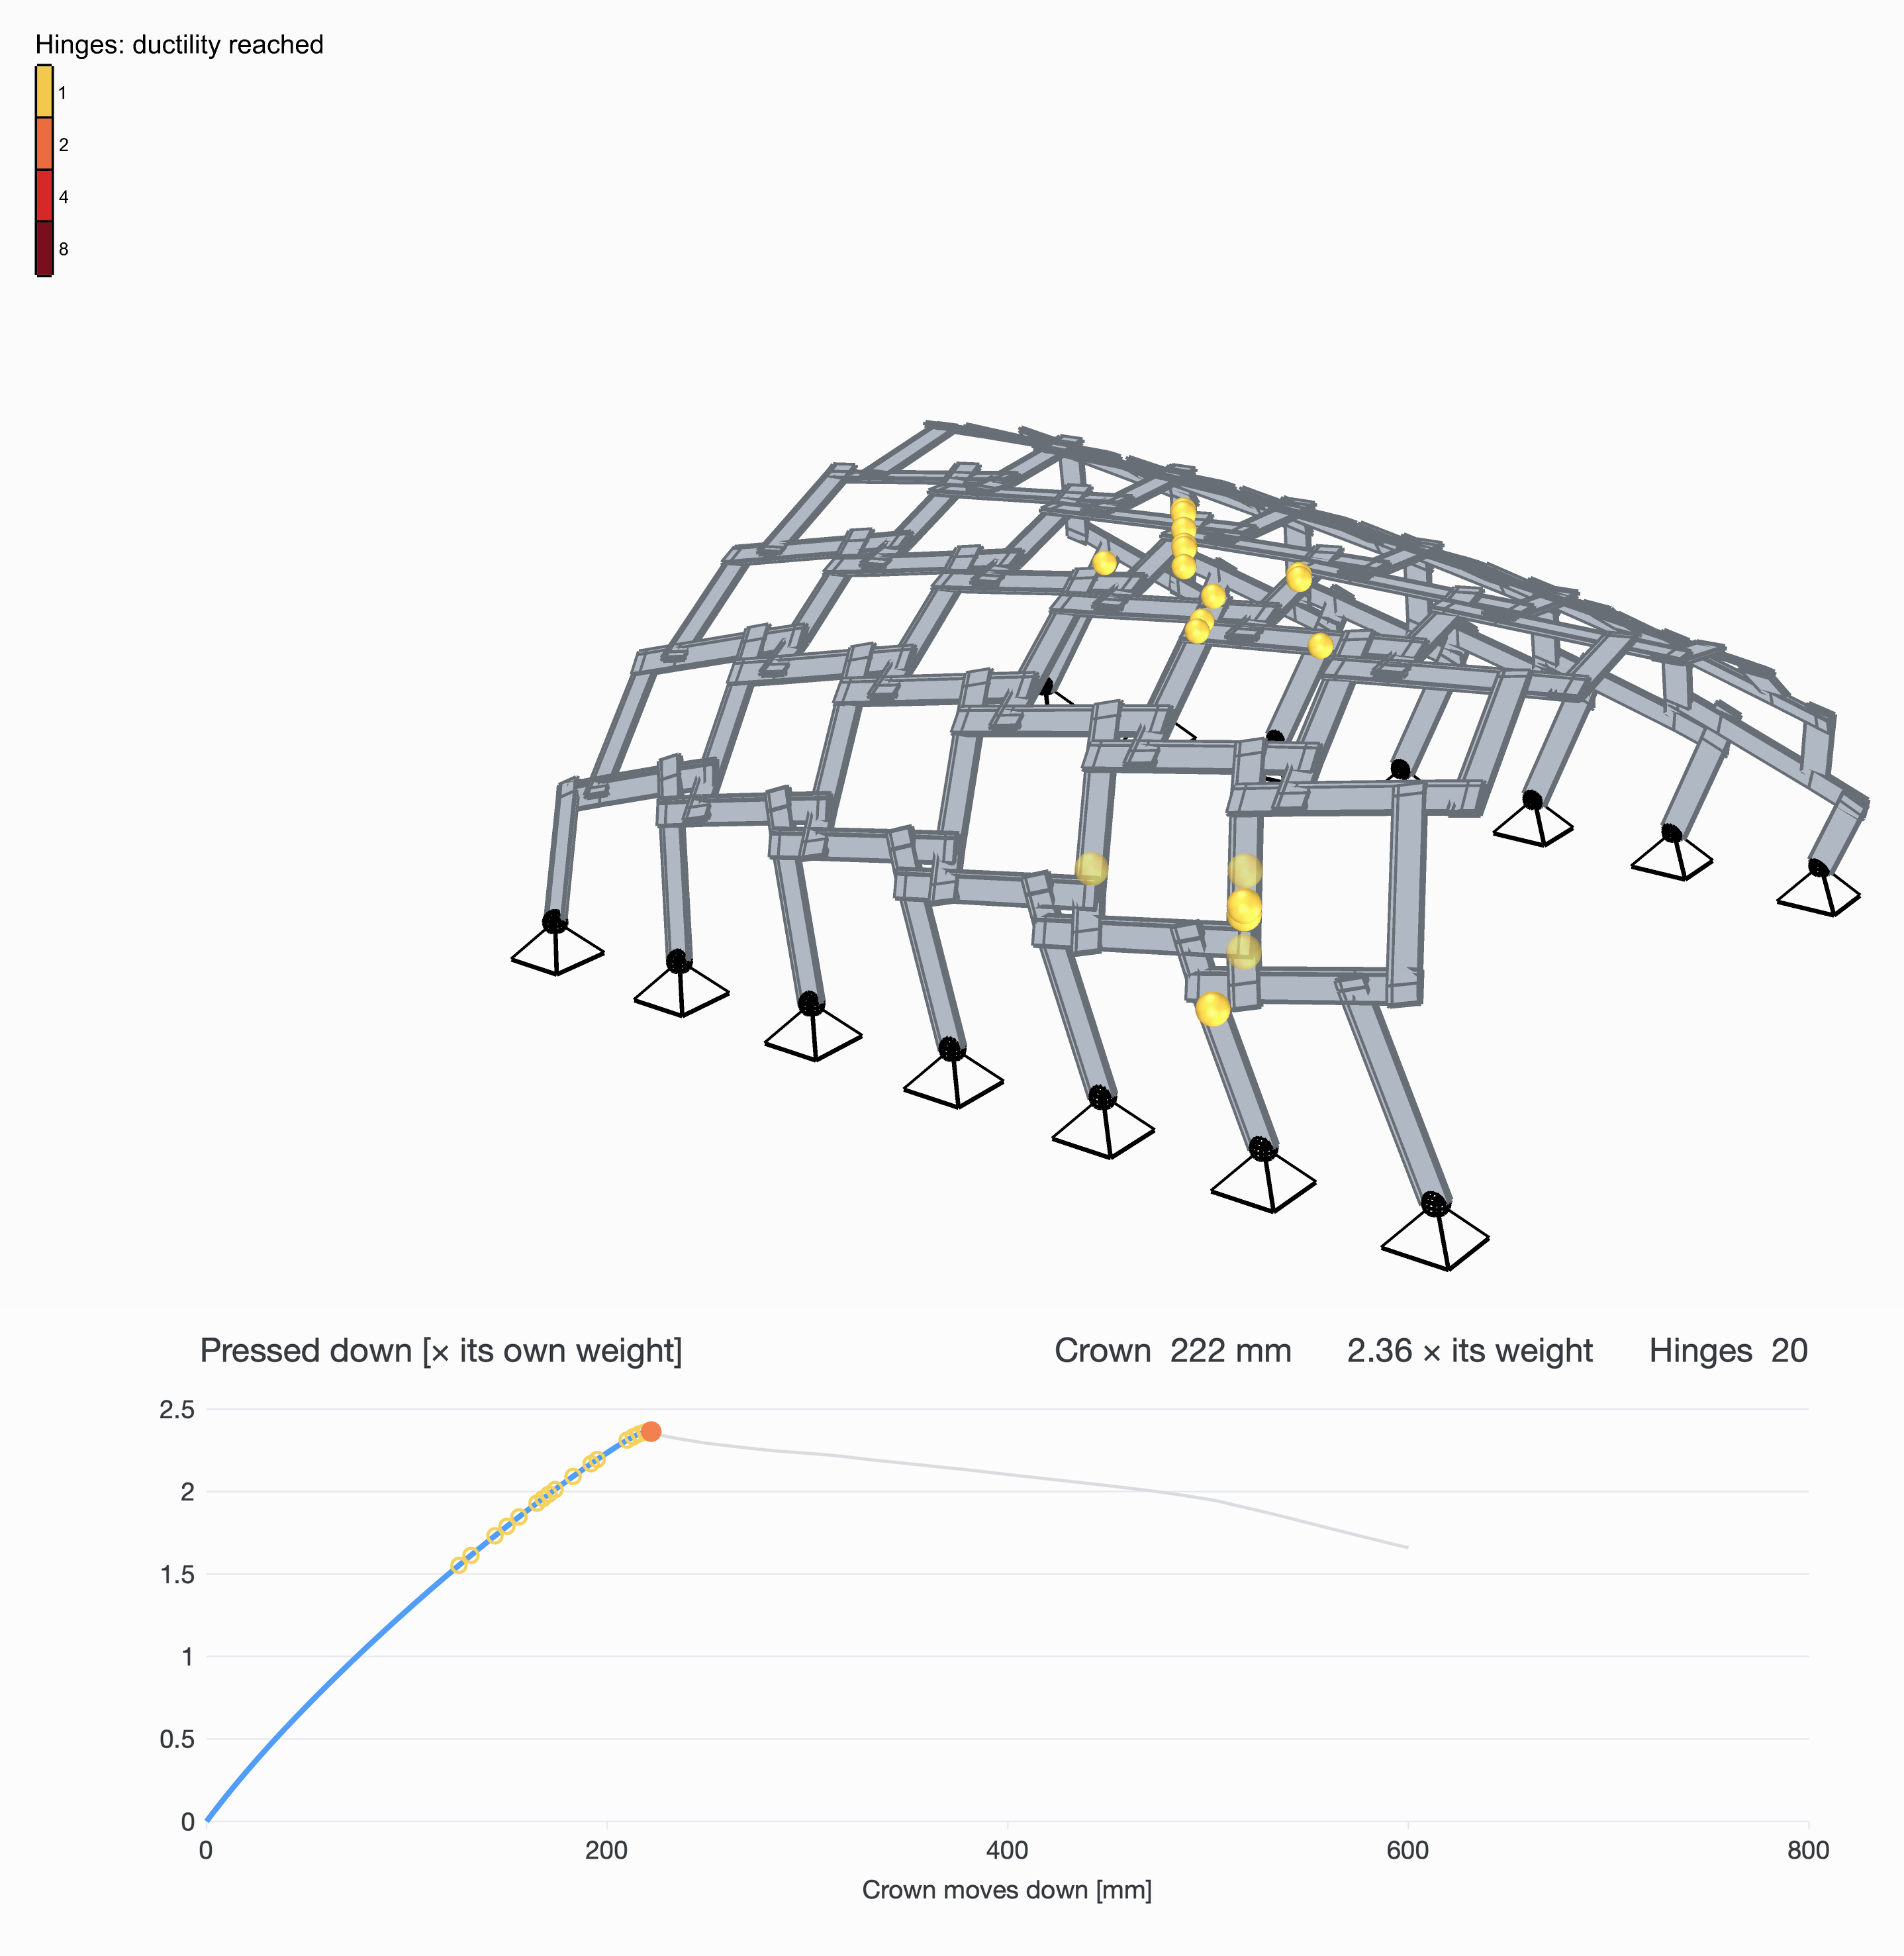 Hinges: ductility reached
1
2
4
8
Pressed down [× its own weight]
Crown 222 mm
2.36 × its weight
Hinges 20
2.5
2
1.5
1
0.5
0
0
200
400
600
800
Crown moves down [mm]